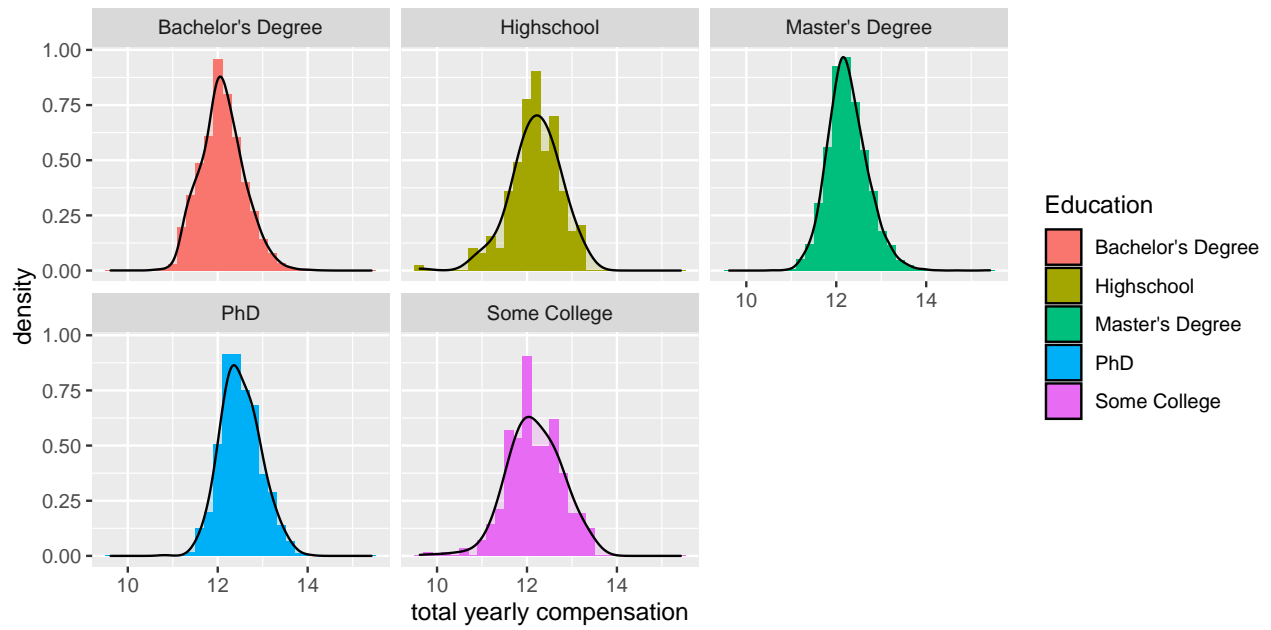 Bachelor's Degree
Highschool
Master's Degree
1.00
0.75
0.50
0.25
0.00
10 12 14
PhD
Some College
1.00
0.75
0.50
0.25
0.00
10 12 14
10 12 14
density
total yearly compensation
Education
Bachelor's Degree
Highschool
Master's Degree
PhD
Some College